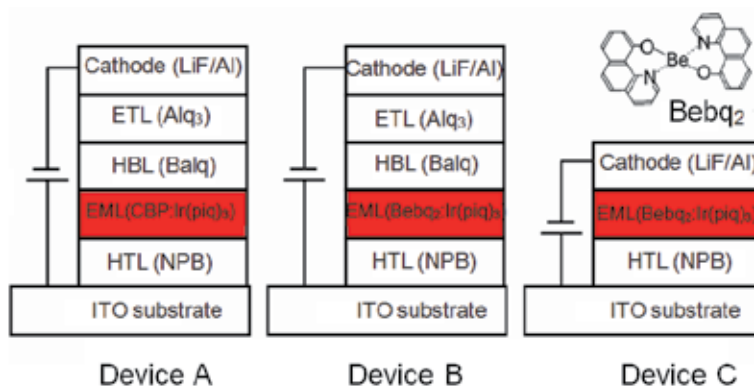 Cathode (LiF/Al)
ETL (Alq₃)
HBL (Balq)
EML(CBP:Ir(piq)₃)
HTL (NPB)
ITO substrate
Device A
Cathode (LiF/Al)
ETL (Alq₃)
HBL (Balq)
EML(Bebq₂:Ir(piq)₃)
HTL (NPB)
ITO substrate
Device B
N
O
Be
O
N
Bebq₂
Cathode (LiF/Al)
EML(Bebq₂:Ir(piq)₃)
HTL (NPB)
ITO substrate
Device C